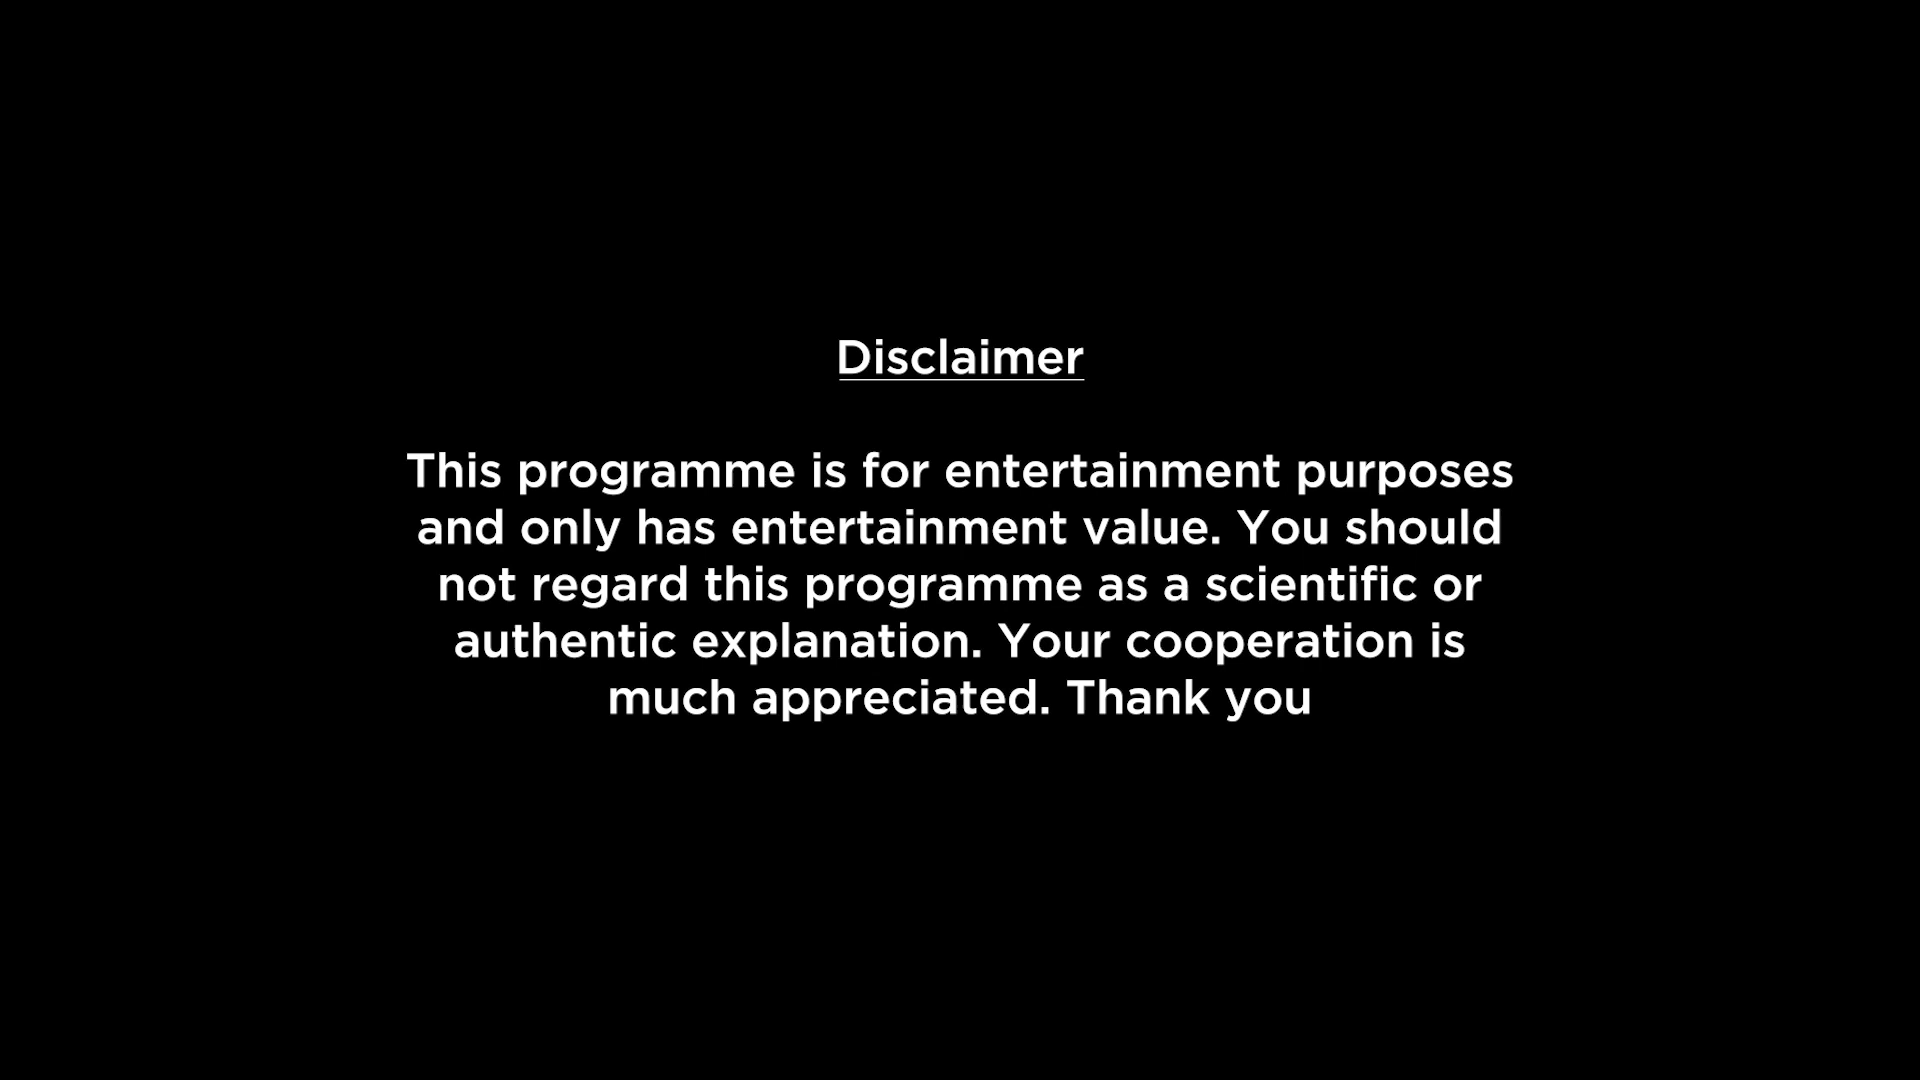 Disclaimer
This programme is for entertainment purposes
and only has entertainment value. You should
not regard this programme as a scientific or
authentic explanation. Your cooperation is
much appreciated. Thank you